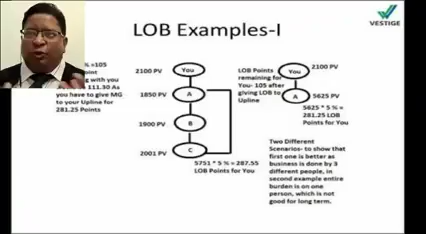 VESTIGE
LOB Examples-I
5 %=105
oint
ng with you
111.30 As
you have to give MG
to your Upline for
281.25 Points
2100 PV
You
1850 PV
A
1900 PV
B
2001 PV
C
5751 * 5 % = 287.55
LOB Points for You
LOB Points
remaining for
You- 105 after
giving LOB to
Upline
You
2100 PV
A
5625 PV
5625 * 5 % =
281.25 LOB
Points for You
Two Different
Scenarios- to show that
first one is better as
business is done by 3
different people, in
second example entire
burden is on one
person, which is not
good for long term.